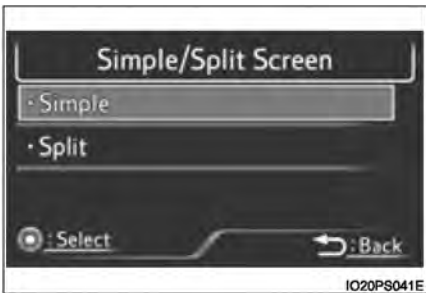 Simple/Split Screen
· Simple
· Split
: Select
: Back
IO20PS041E